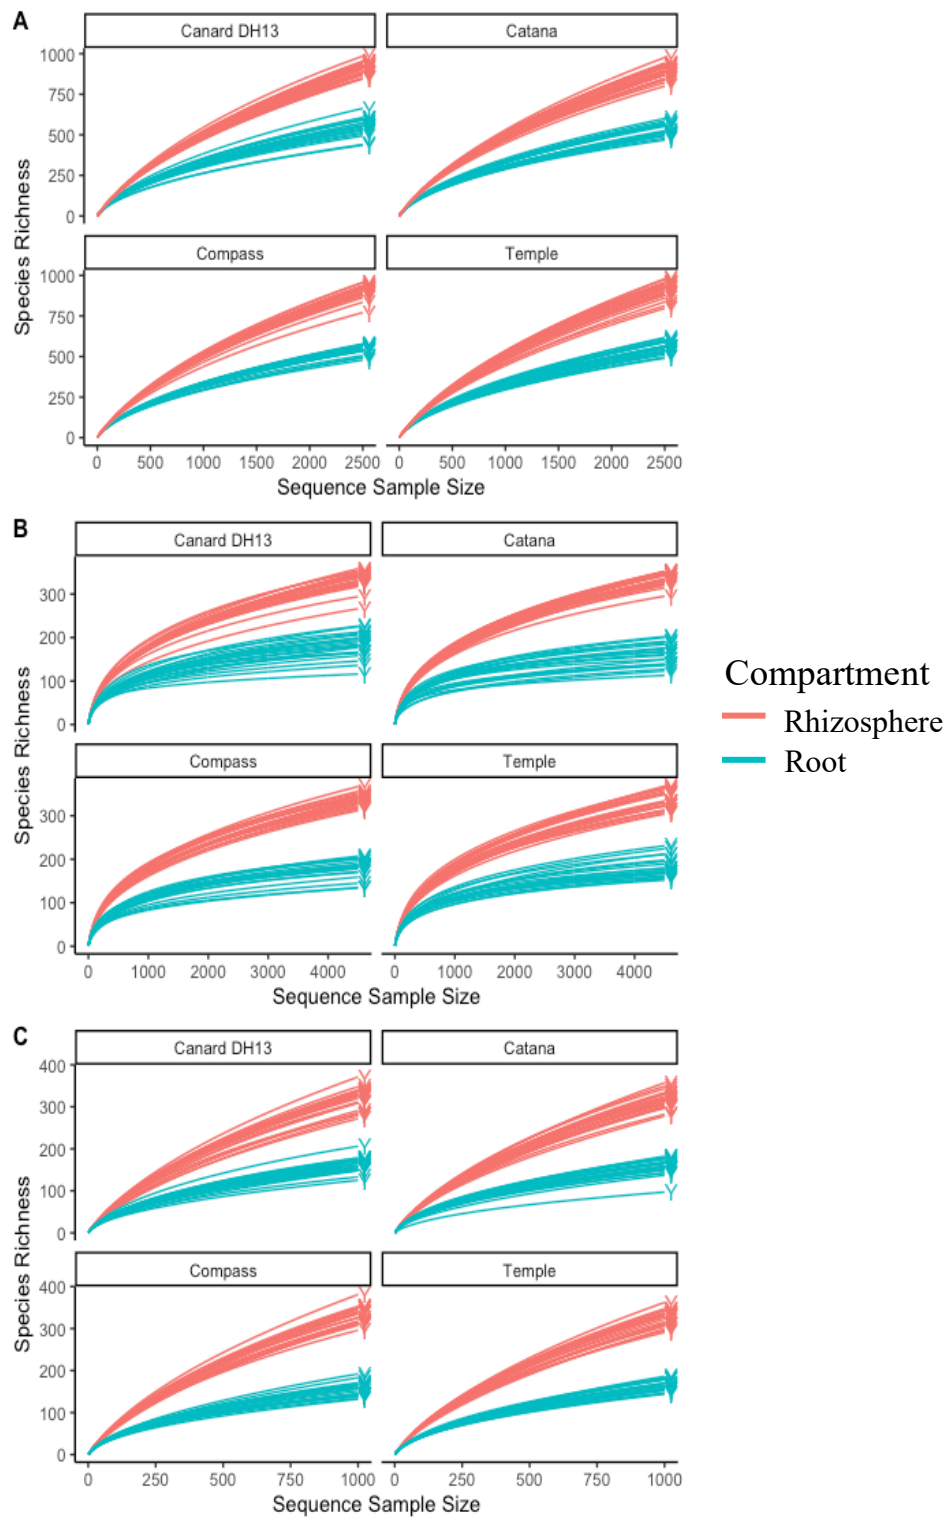 A
Canard DH13
Catana
1000
750
500
250
0
Compass
Temple
1000
750
500
250
0
Species Richness
0 500 1000 1500 2000 2500
0 500 1000 1500 2000 2500
Sequence Sample Size
B
Canard DH13
Catana
300
200
100
0
Compass
Temple
300
200
100
0
Species Richness
0 1000 2000 3000 4000
0 1000 2000 3000 4000
Sequence Sample Size
Compartment
Rhizosphere
Root
C
Canard DH13
Catana
400
300
200
100
0
Compass
Temple
400
300
200
100
0
Species Richness
0 250 500 750 1000
0 250 500 750 1000
Sequence Sample Size